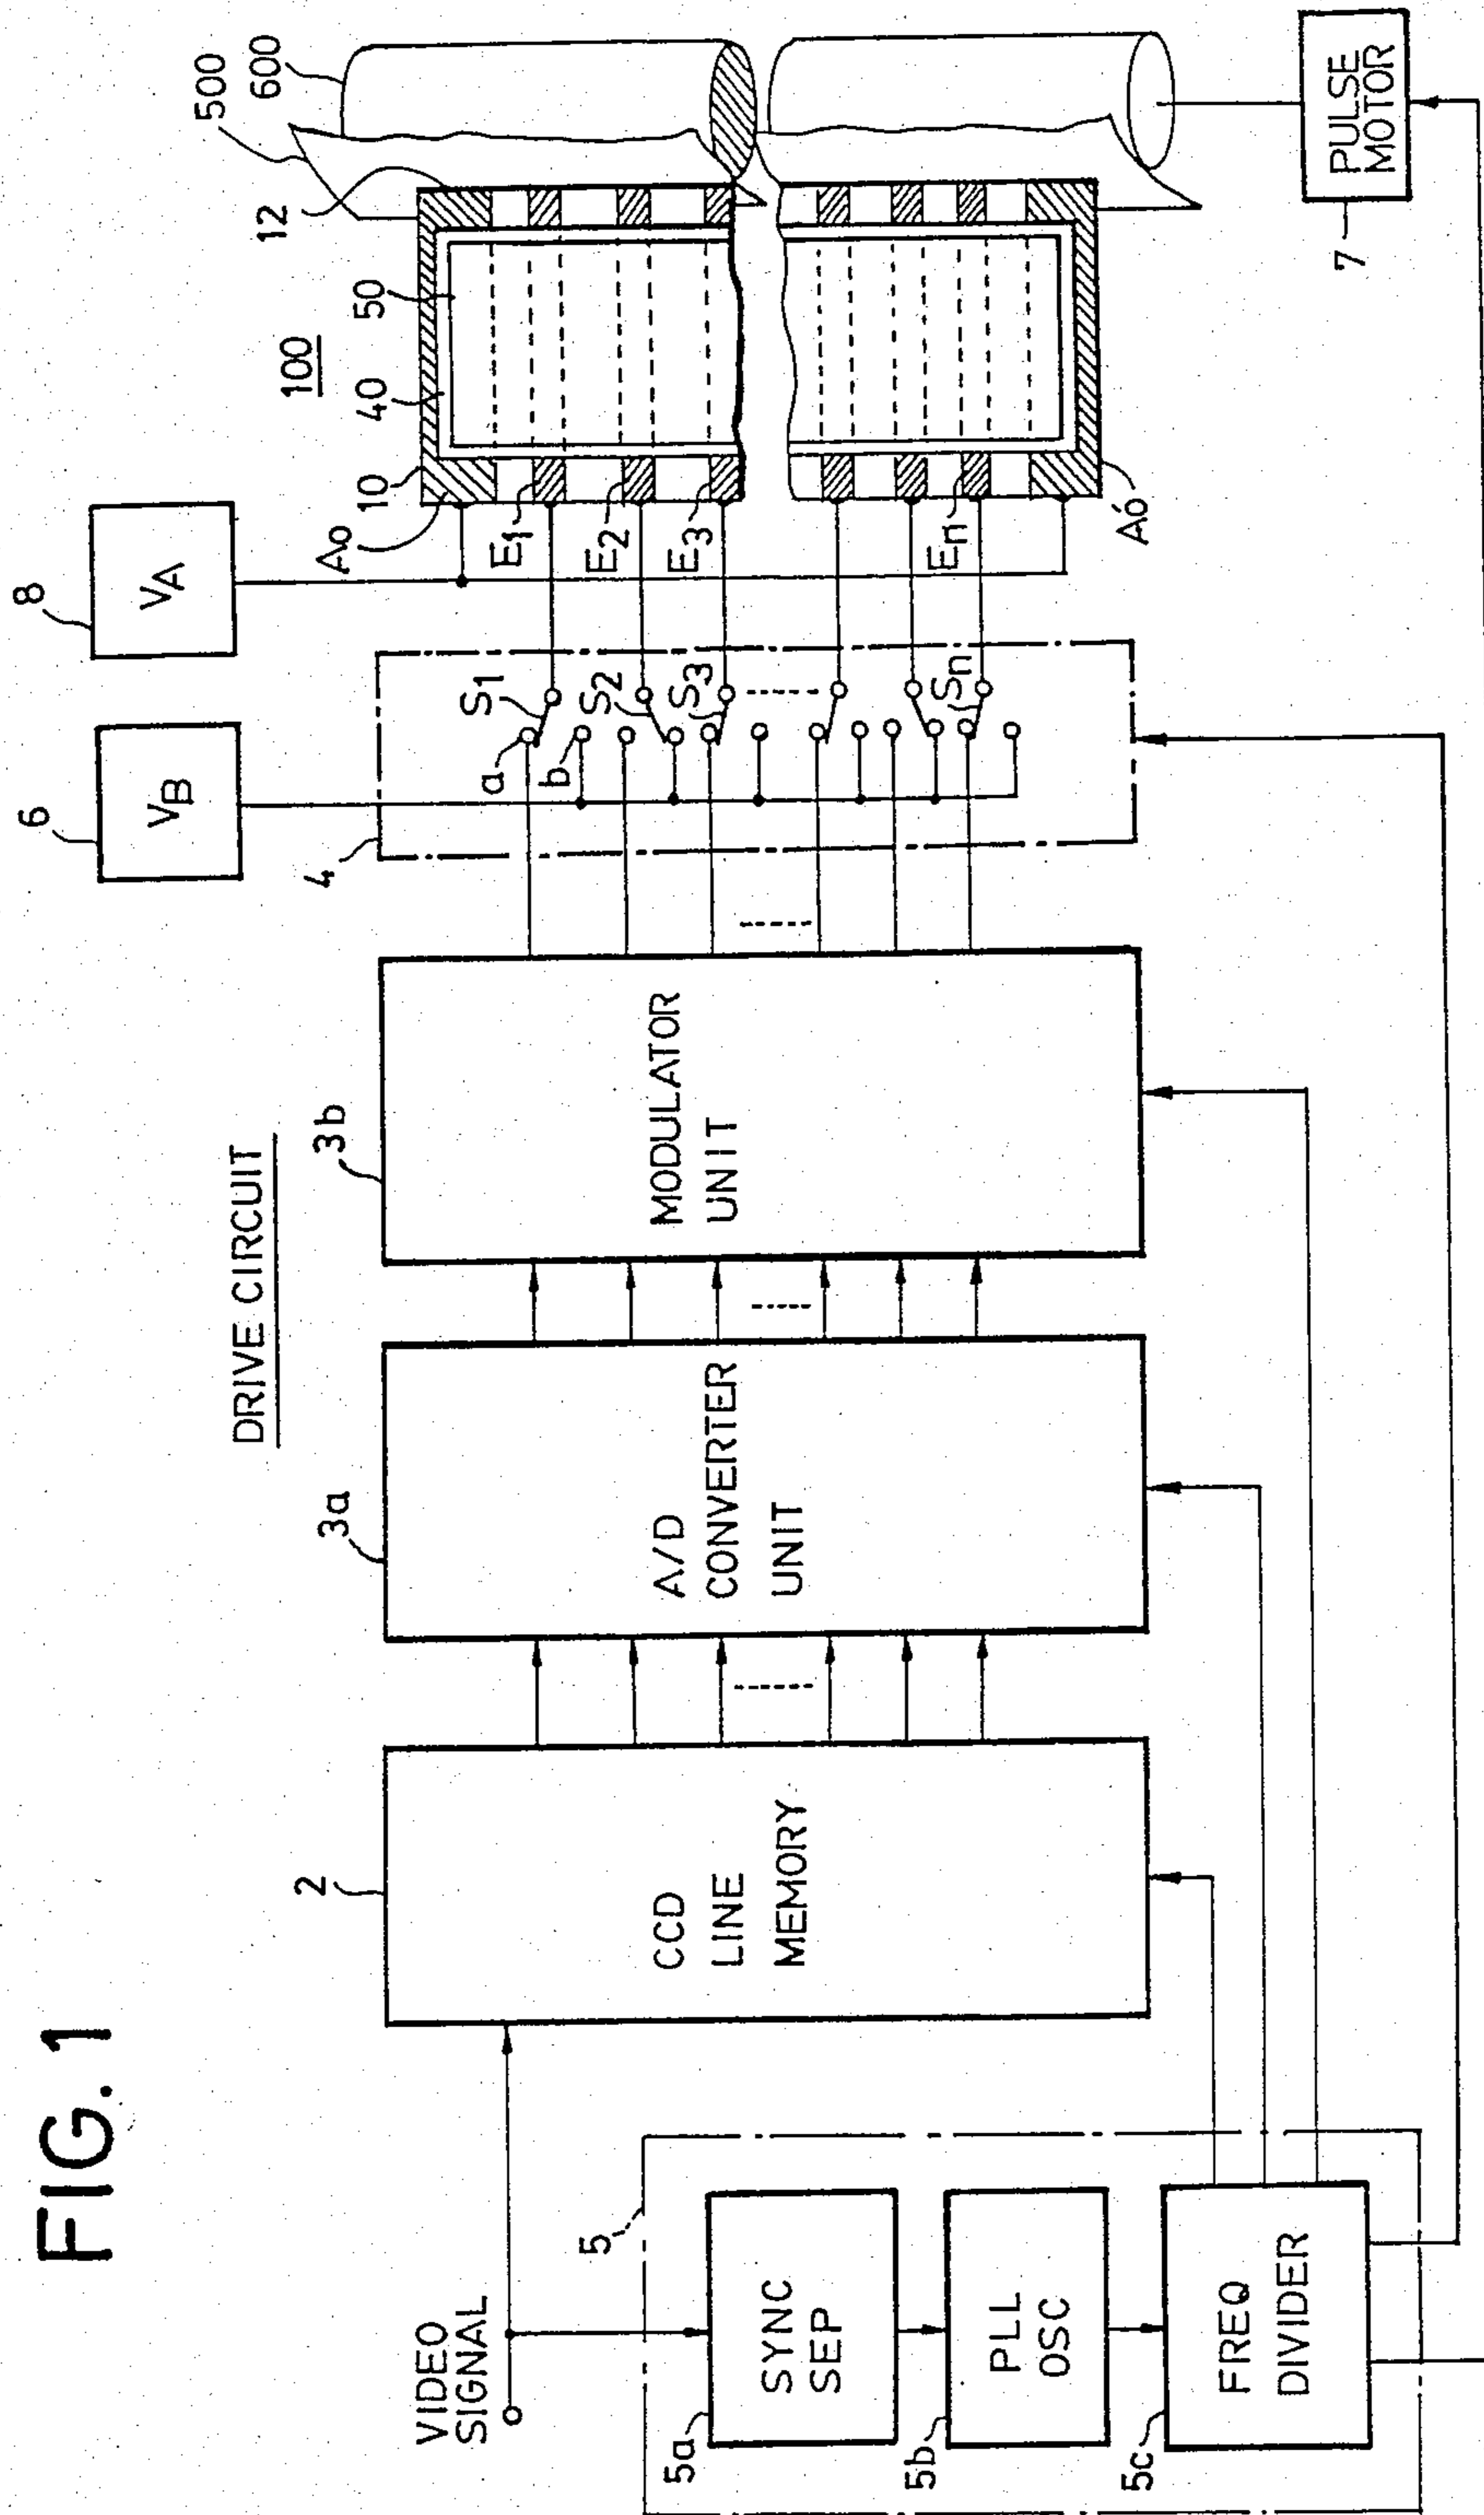 FIG. 1
DRIVE CIRCUIT
VIDEO
SIGNAL
5
5a
SYNC
SEP
5b
PLL
OSC
5c
FREQ
DIVIDER
2
CCD
LINE
MEMORY
3a
A/D
CONVERTER
UNIT
3b
MODULATOR
UNIT
4
a
b
S1
S2
S3
Sn
6
VB
8
VA
A0
E1
E2
E3
En
A'0
10
40
50
100
12
500
600
7
PULSE
MOTOR